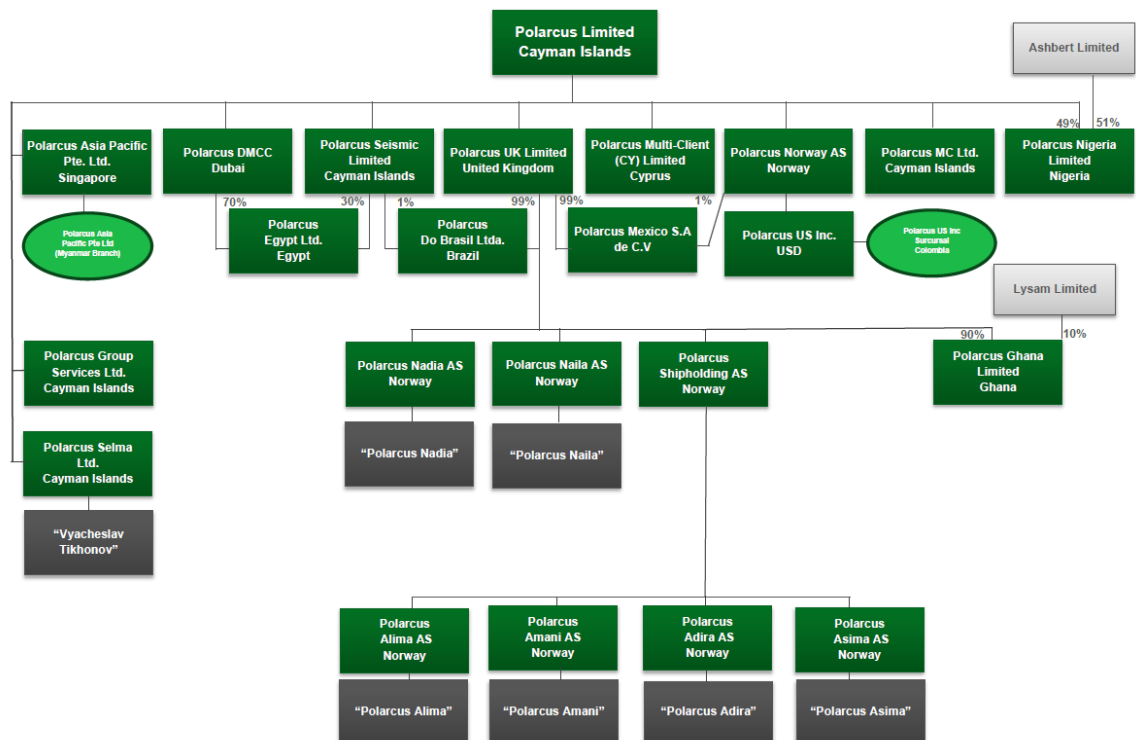 Polarcus Limited
Cayman Islands
Ashbert Limited
49%
51%
Polarcus Asia Pacific
Pte. Ltd.
Singapore
Polarcus DMCC
Dubai
Polarcus Seismic
Limited
Cayman Islands
Polarcus UK Limited
United Kingdom
Polarcus Multi-Client
(CY) Limited
Cyprus
Polarcus Norway AS
Norway
Polarcus MC Ltd.
Cayman Islands
Polarcus Nigeria
Limited
Nigeria
70%
30%
1%
99%
99%
1%
Polarcus Asia
Pacific Pte Ltd
(Myanmar Branch)
Polarcus
Egypt Ltd.
Egypt
Polarcus
Do Brasil Ltda.
Brazil
Polarcus Mexico S.A
de C.V
Polarcus US Inc.
USD
Polarcus US Inc
Surcursal
Colombia
Lysam Limited
90%
10%
Polarcus Group
Services Ltd.
Cayman Islands
Polarcus Nadia AS
Norway
Polarcus Naila AS
Norway
Polarcus
Shipholding AS
Norway
Polarcus Ghana
Limited
Ghana
Polarcus Selma
Ltd.
Cayman Islands
“Polarcus Nadia”
“Polarcus Naila”
“Vyacheslav
Tikhonov”
Polarcus
Alima AS
Norway
Polarcus
Amani AS
Norway
Polarcus
Adira AS
Norway
Polarcus
Asima AS
Norway
“Polarcus Alima”
“Polarcus Amani”
“Polarcus Adira”
“Polarcus Asima”